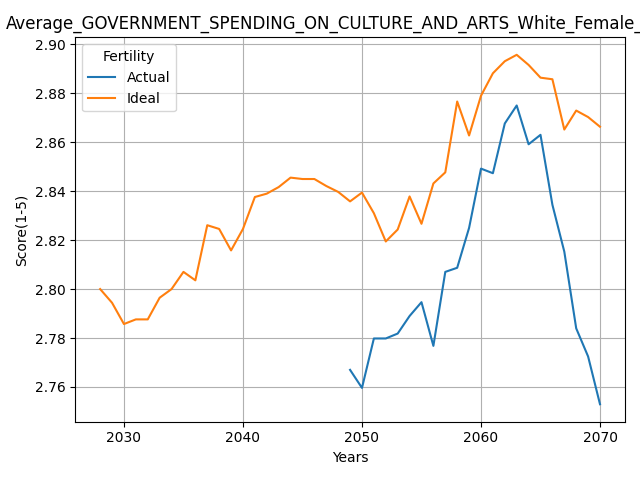 Average_GOVERNMENT_SPENDING_ON_CULTURE_AND_ARTS_White_Female_
Fertility
Actual
Ideal
Score(1-5)
2.90
2.88
2.86
2.84
2.82
2.80
2.78
2.76
2030 2040 2050 2060 2070
Years